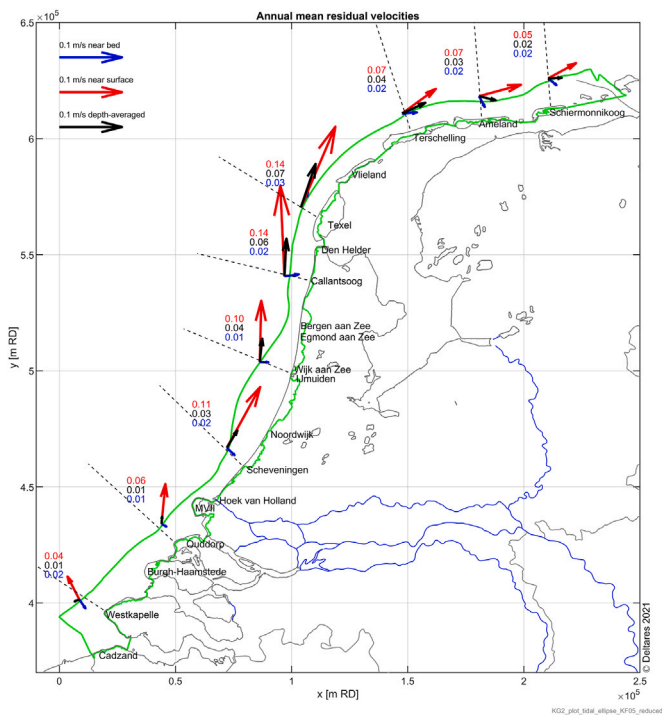 Annual mean residual velocities
6.5
×10⁵
0.1 m/s near bed
0.1 m/s near surface
0.1 m/s depth-averaged
0.05
0.02
0.02
0.07
0.03
0.02
0.07
0.04
0.02
Schiermonnikoog
Ameland
Terschelling
6
Vlieland
0.14
0.07
0.03
Texel
0.14
0.06
0.02
Den Helder
5.5
Callantsoog
0.10
0.04
0.01
Bergen aan Zee
Egmond aan Zee
y [m RD]
5
Wijk aan Zee
IJmuiden
0.11
0.03
0.02
Noordwijk
Scheveningen
0.06
0.01
0.01
4.5
Hoek van Holland
MVII
Ouddorp
0.04
0.01
0.02
Burgh-Haamstede
4
Westkapelle
Cadzand
0
0.5
1
1.5
2
2.5
x [m RD]
×10⁵
© Deltares 2021
KO2_plot_tidal_ellipse_KF05_reduced